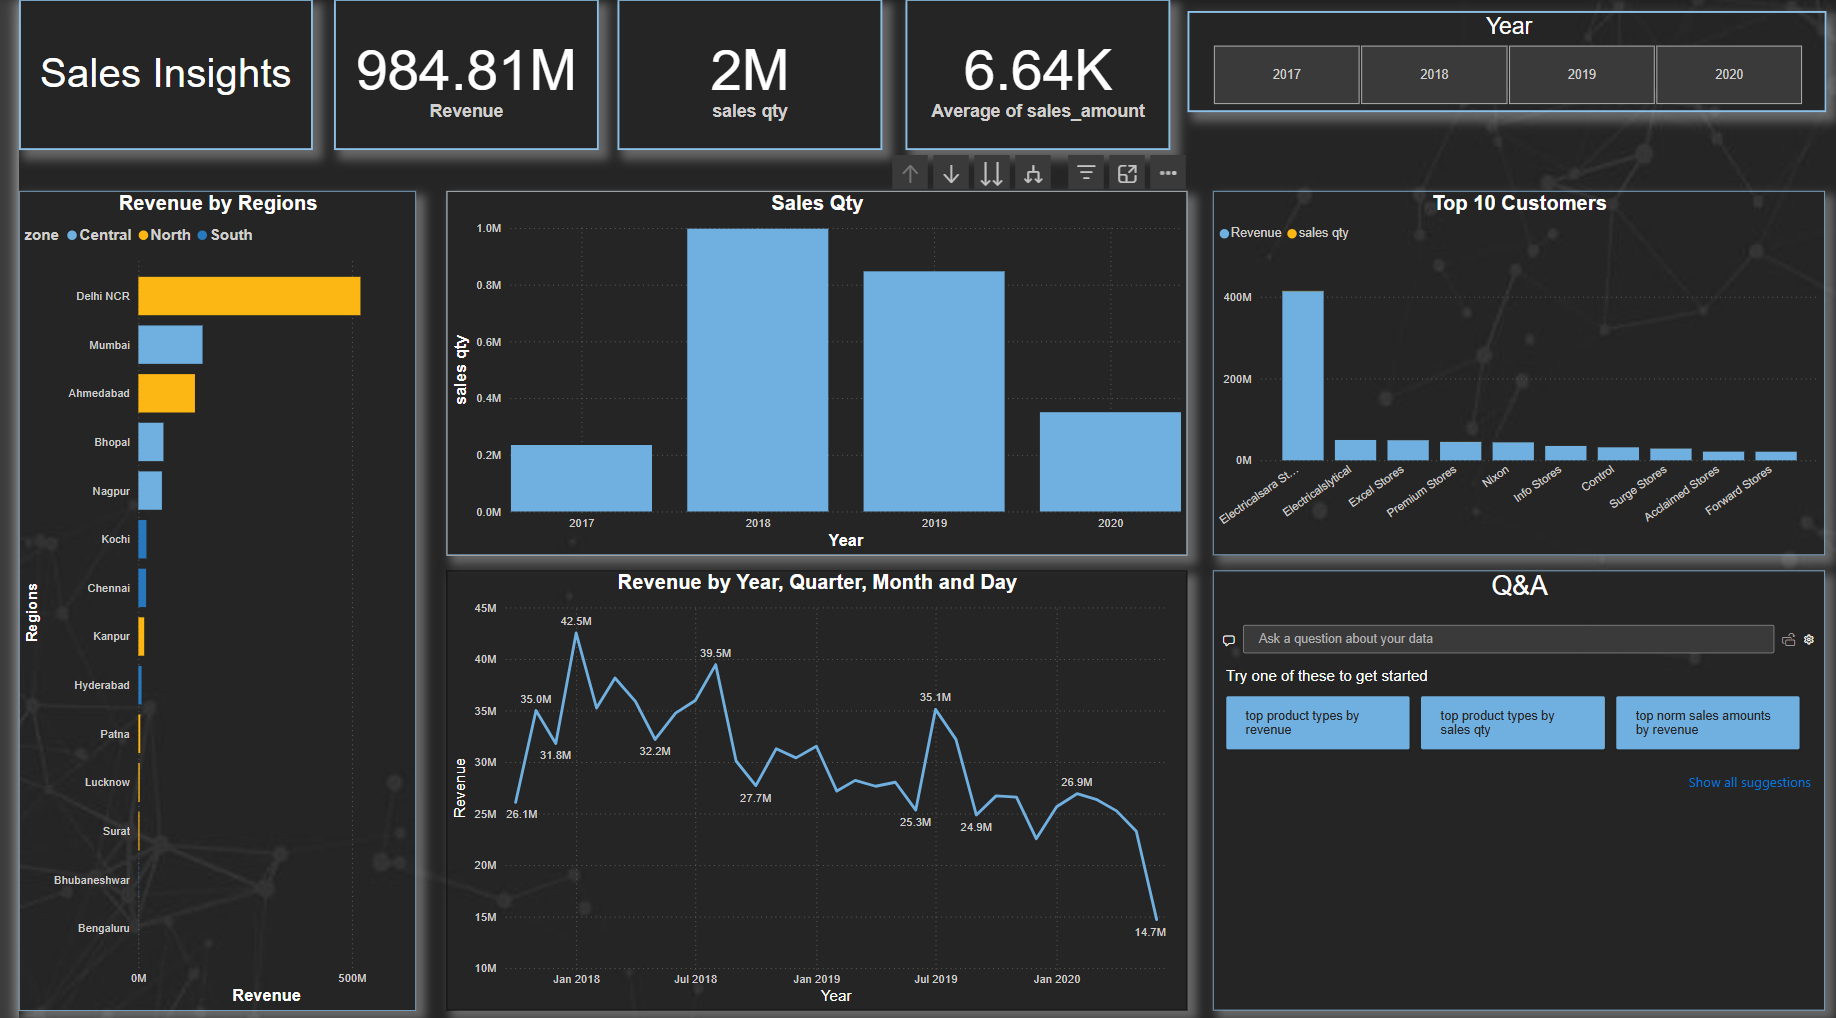 Sales Insights
984.81M
Revenue
2M
sales qty
6.64K
Average of sales_amount
Year
2017
2018
2019
2020
Revenue by Regions
zone Central North South
Regions
Delhi NCR
Mumbai
Ahmedabad
Bhopal
Nagpur
Kochi
Chennai
Kanpur
Hyderabad
Patna
Lucknow
Surat
Bhubaneshwar
Bengaluru
0M
500M
Revenue
Sales Qty
sales qty
1.0M
0.8M
0.6M
0.4M
0.2M
0.0M
2017
2018
2019
2020
Year
Top 10 Customers
Revenue sales qty
400M
200M
0M
Electricalsara St...
Electricalslytical
Excel Stores
Premium Stores
Nixon
Info Stores
Control
Surge Stores
Acclaimed Stores
Forward Stores
Revenue by Year, Quarter, Month and Day
Revenue
45M
40M
35M
30M
25M
20M
15M
10M
26.1M
35.0M
31.8M
42.5M
32.2M
39.5M
27.7M
25.3M
35.1M
24.9M
26.9M
14.7M
Jan 2018
Jul 2018
Jan 2019
Jul 2019
Jan 2020
Year
Q&A
Ask a question about your data
Try one of these to get started
top product types by
revenue
top product types by
sales qty
top norm sales amounts
by revenue
Show all suggestions